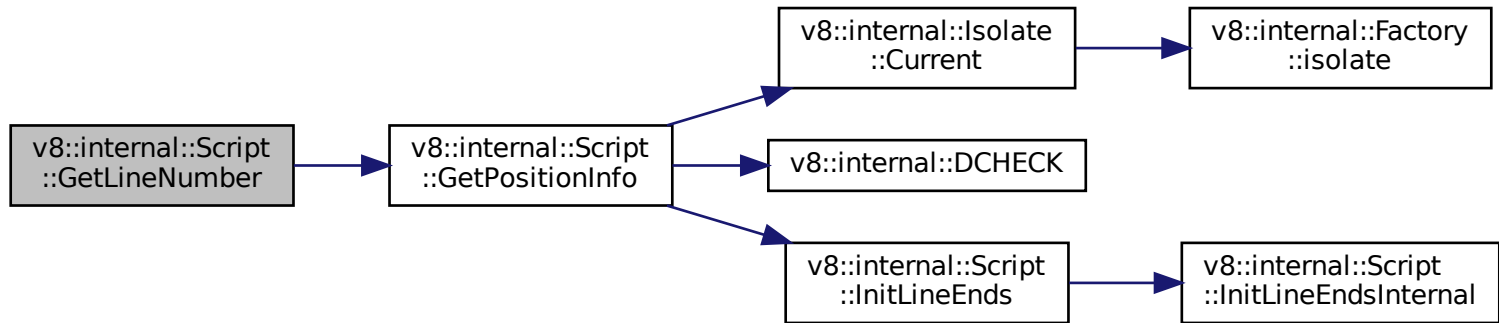 v8::internal::Script
::GetLineNumber
v8::internal::Script
::GetPositionInfo
v8::internal::Isolate
::Current
v8::internal::Factory
::isolate
v8::internal::DCHECK
v8::internal::Script
::InitLineEnds
v8::internal::Script
::InitLineEndsInternal